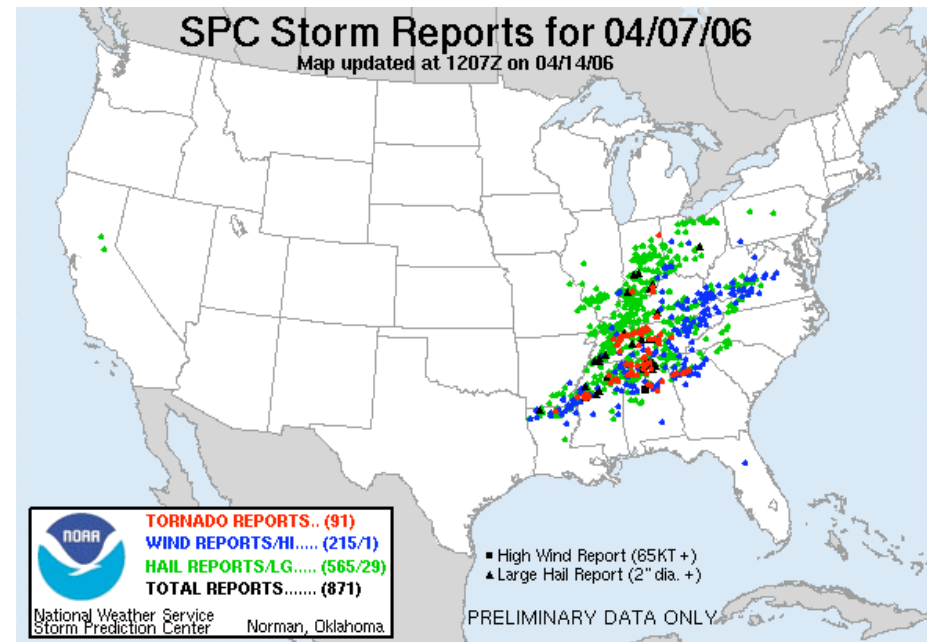 SPC Storm Reports for 04/07/06
Map updated at 1207Z on 04/14/06
NOAA
TORNADO REPORTS.. (91)
WIND REPORTS/HI..... (215/1)
HAIL REPORTS/LG..... (565/29)
TOTAL REPORTS....... (871)
National Weather Service
Storm Prediction Center Norman, Oklahoma
■ High Wind Report (65KT +)
▲ Large Hail Report (2" dia. +)
PRELIMINARY DATA ONLY